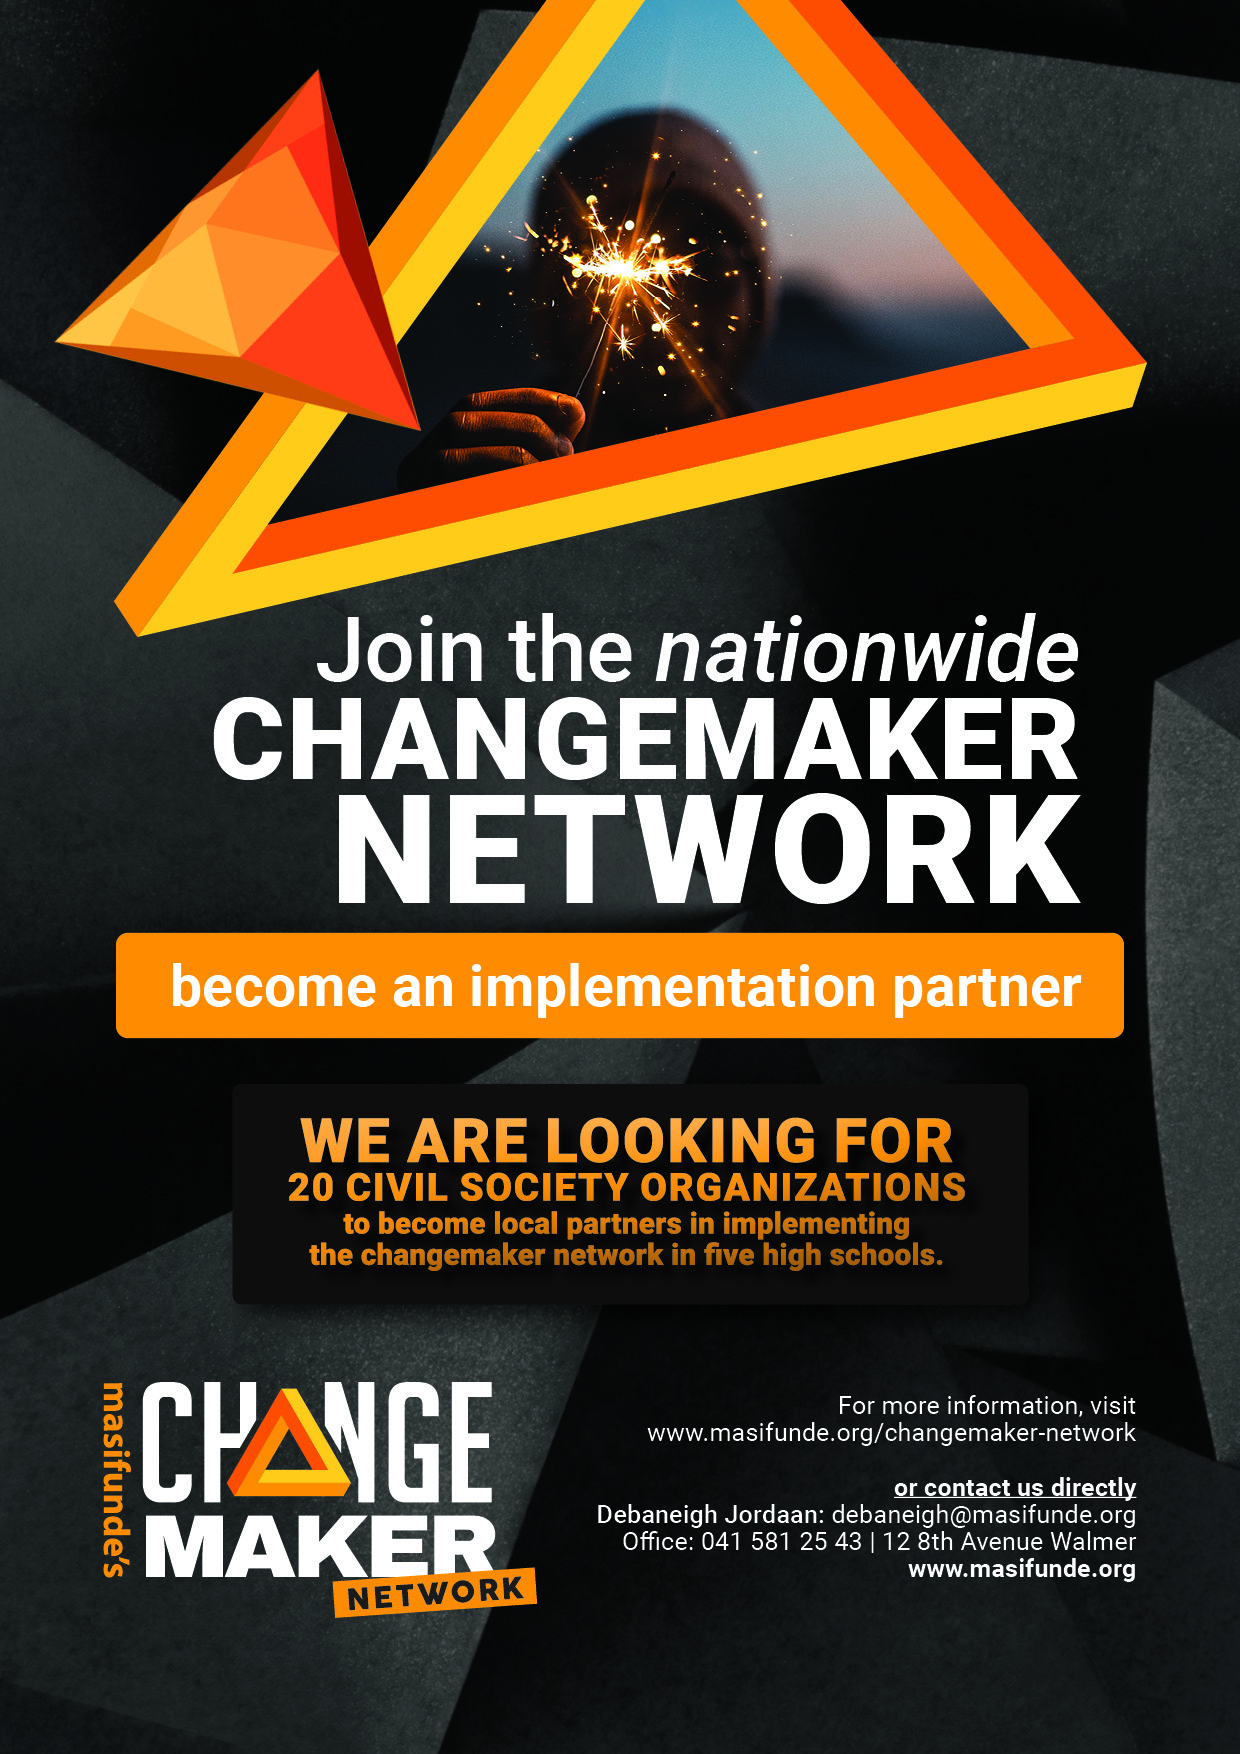 Join the nationwide
CHANGEMAKER
NETWORK
become an implementation partner
WE ARE LOOKING FOR
20 CIVIL SOCIETY ORGANIZATIONS
to become local partners in implementing
the changemaker network in five high schools.
masifunde's
CHANGE
MAKER
NETWORK
For more information, visit
www.masifunde.org/changemaker-network
or contact us directly
Debaneigh Jordaan: debaneigh@masifunde.org
Office: 041 581 25 43 | 12 8th Avenue Walmer
www.masifunde.org